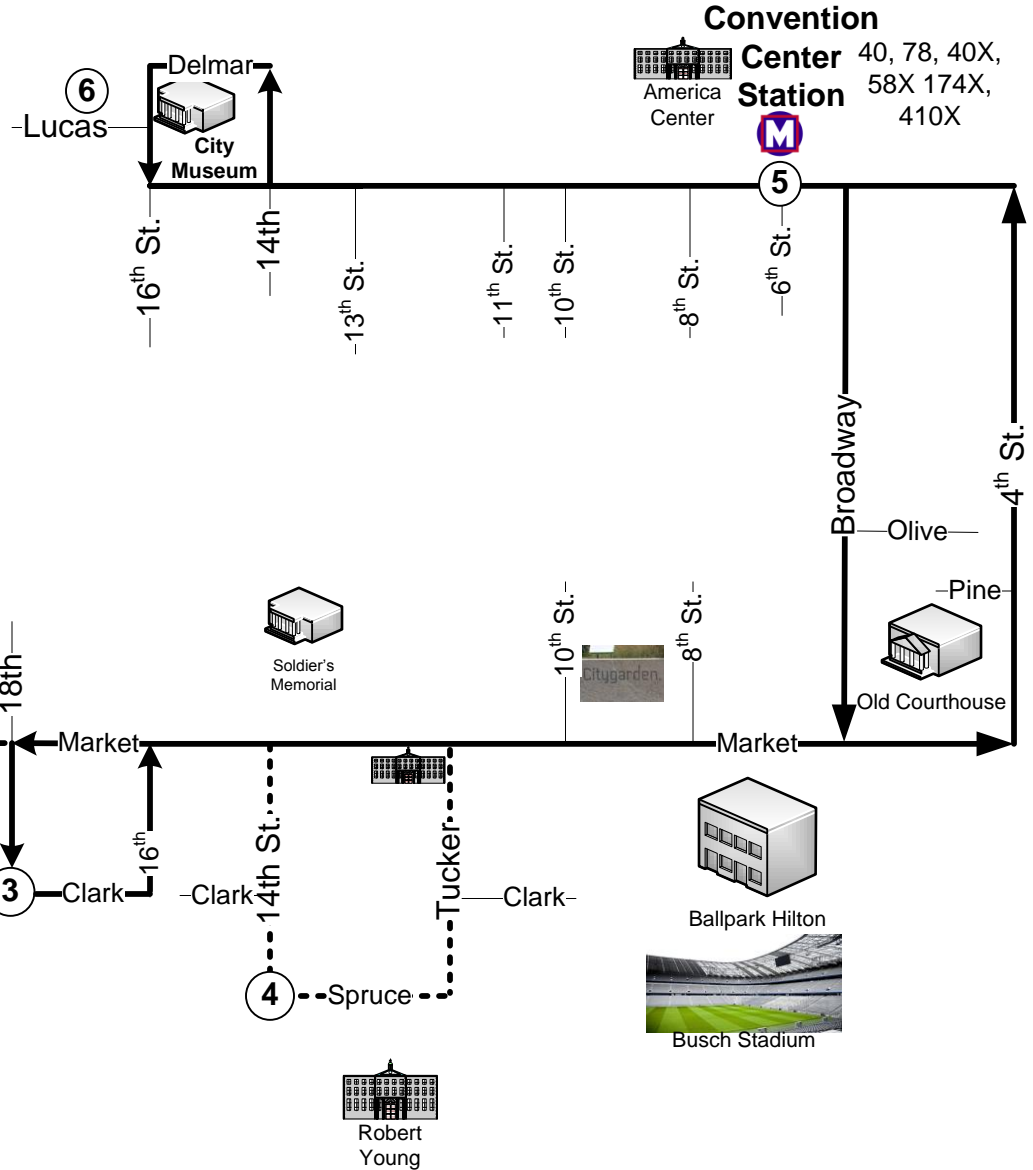 Convention
Center
Station
40, 78, 40X,
58X 174X,
410X
America
Center
M
Delmar
6
Lucas
City
Museum
5
16th St.
14th
13th St.
11th St.
10th St.
8th St.
6th St.
Broadway
4th St.
Olive
Pine
Soldier's
Memorial
10th St.
Citygarden
8th St.
Old Courthouse
18th
Market
Market
16th
14th St.
Tucker
3
Clark
Clark
Clark
Ballpark Hilton
4
Spruce
Busch Stadium
Robert
Young